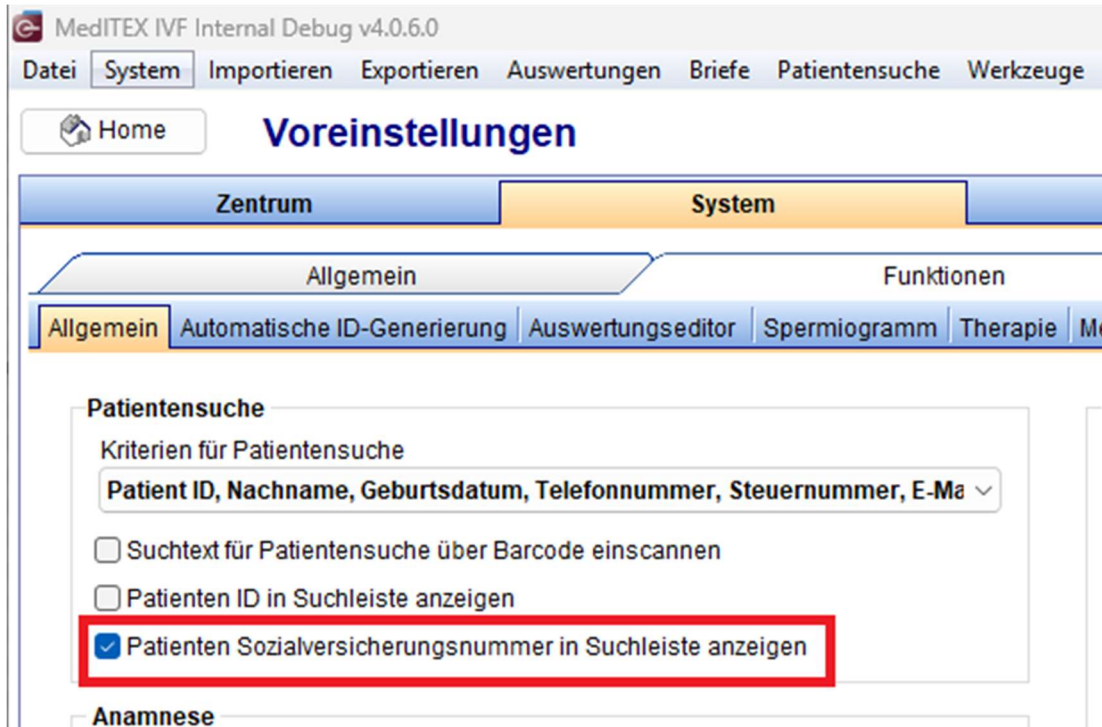 MedITEX IVF Internal Debug v4.0.6.0
Datei System Importieren Exportieren Auswertungen Briefe Patientensuche Werkzeuge
Home Voreinstellungen
Zentrum System
Allgemein Funktionen
Allgemein Automatische ID-Generierung Auswertungseditor Spermiogramm Therapie
Patientensuche
Kriterien für Patientensuche
Patient ID, Nachname, Geburtsdatum, Telefonnummer, Steuernummer, E-Ma
Suchtext für Patientensuche über Barcode einscannen
Patienten ID in Suchleiste anzeigen
Patienten Sozialversicherungsnummer in Suchleiste anzeigen
Anamnese